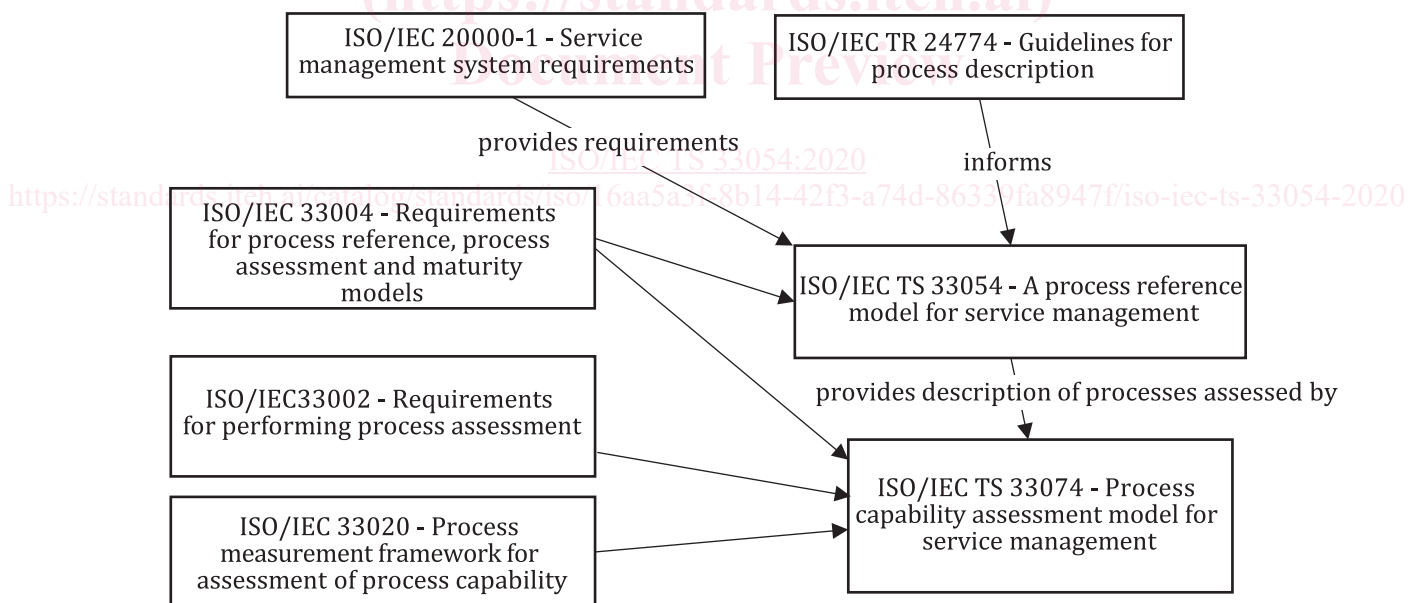 (https://standards.iteh.ai)
Document Preview
ISO/IEC 20000-1 - Service
management system requirements
ISO/IEC TR 24774 - Guidelines for
process description
provides requirements
informs
ISO/IEC TS 33054:2020
https://standards.iteh.ai/catalog/standards/iso/16aa5a3f-8b14-42f3-a74d-86339fa8947f/iso-iec-ts-33054-2020
ISO/IEC 33004 - Requirements
for process reference, process
assessment and maturity
models
ISO/IEC TS 33054 - A process reference
model for service management
provides description of processes assessed by
ISO/IEC33002 - Requirements
for performing process assessment
ISO/IEC TS 33074 - Process
capability assessment model for
service management
ISO/IEC 33020 - Process
measurement framework for
assessment of process capability